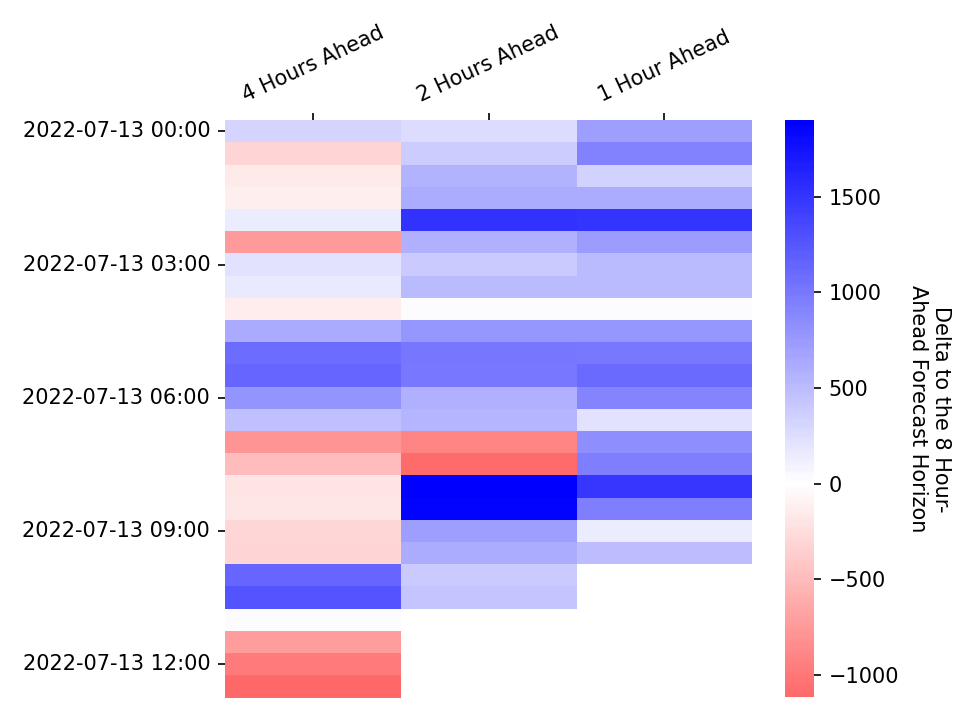 4 Hours Ahead
2 Hours Ahead
1 Hour Ahead
2022-07-13 00:00
2022-07-13 03:00
2022-07-13 06:00
2022-07-13 09:00
2022-07-13 12:00
1500
1000
500
0
−500
−1000
Delta to the 8 Hour-
Ahead Forecast Horizon